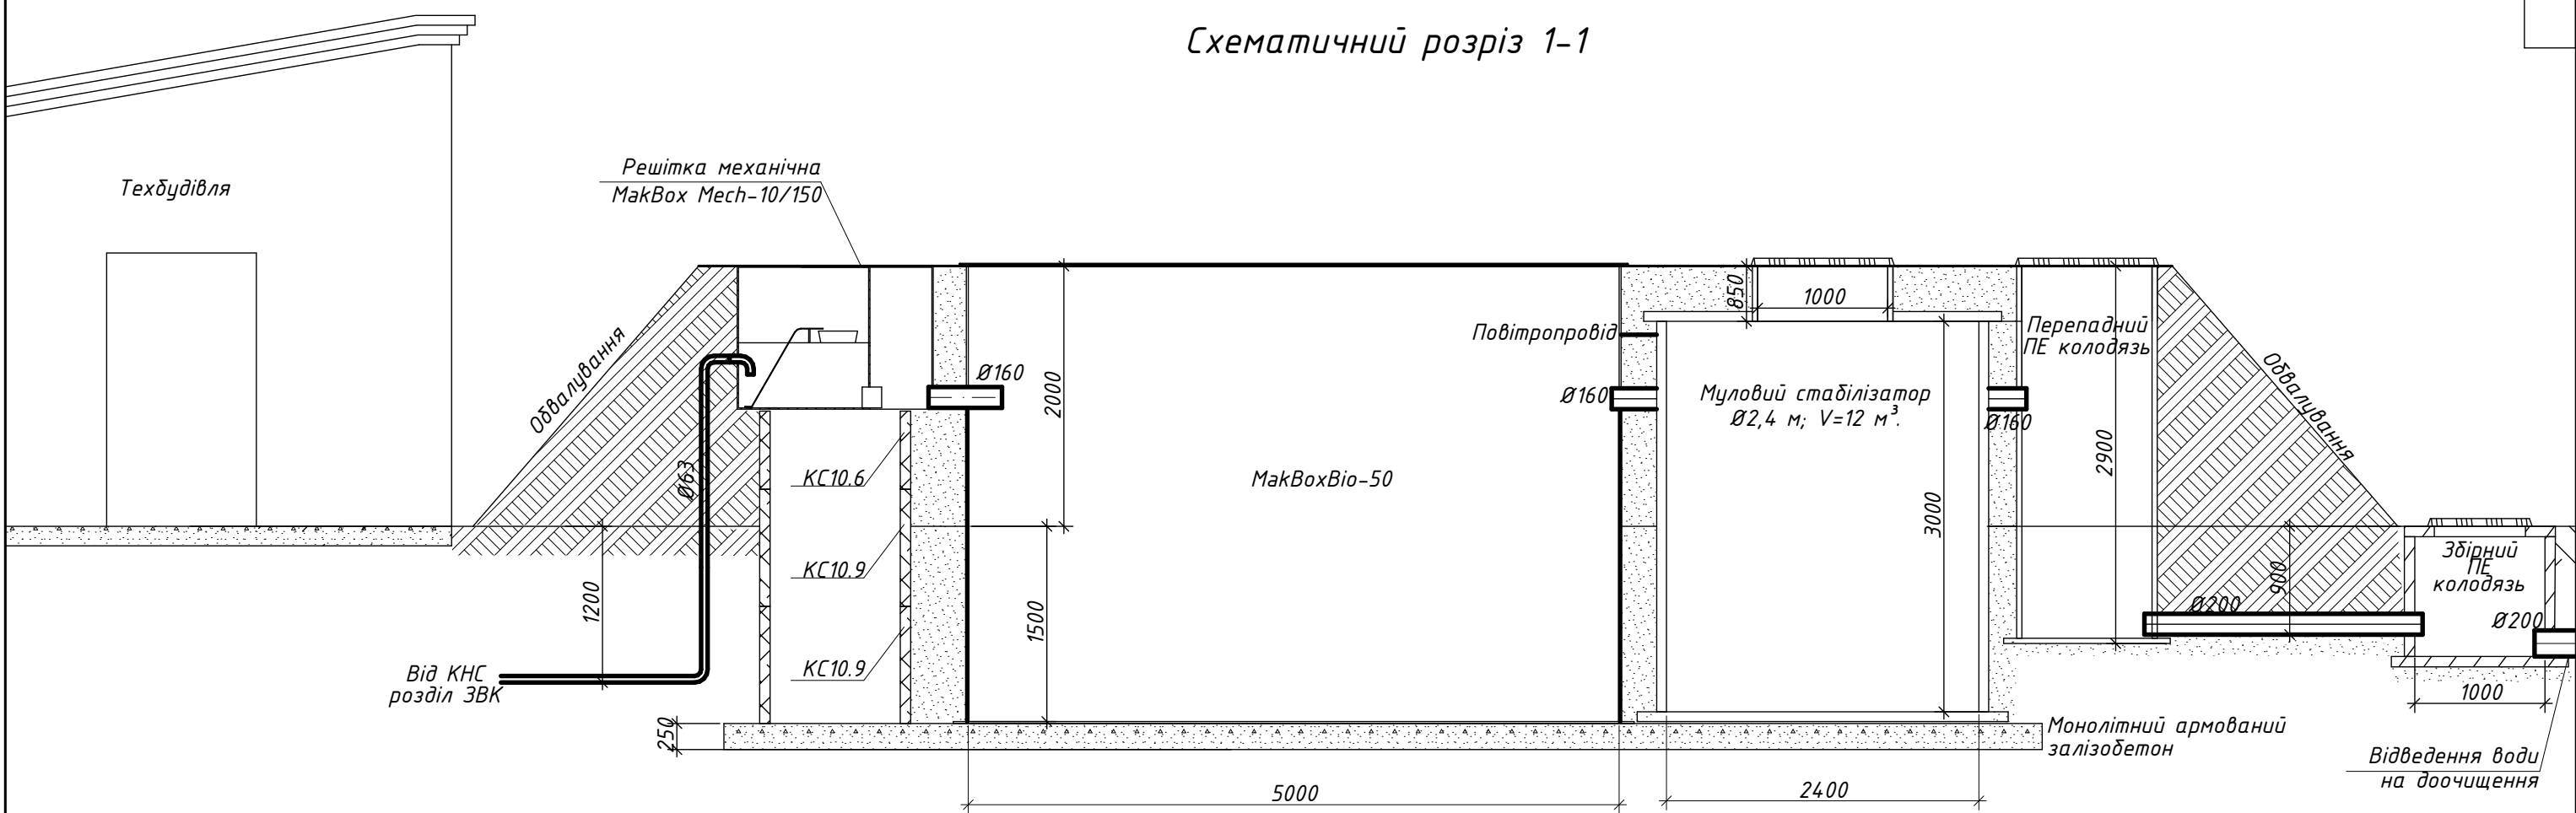 Схематичний розріз 1-1
Техбудівля
Решітка механічна
MakBox Mech-10/150
Обвалування
Ø63
Від КНС
розділ ЗВК
1200
250
КС10.6
КС10.9
КС10.9
Ø160
2000
1500
MakBoxBio-50
5000
Повітропровід
Ø160
850
1000
Муловий стабілізатор
Ø2,4 м; V=12 м³.
3000
2400
Ø160
Перепадний
ПЕ колодязь
2900
Обвалування
Ø200
900
Збірний
ПЕ
колодязь
Ø200
1000
Монолітний армований
залізобетон
Відведення води
на доочищення